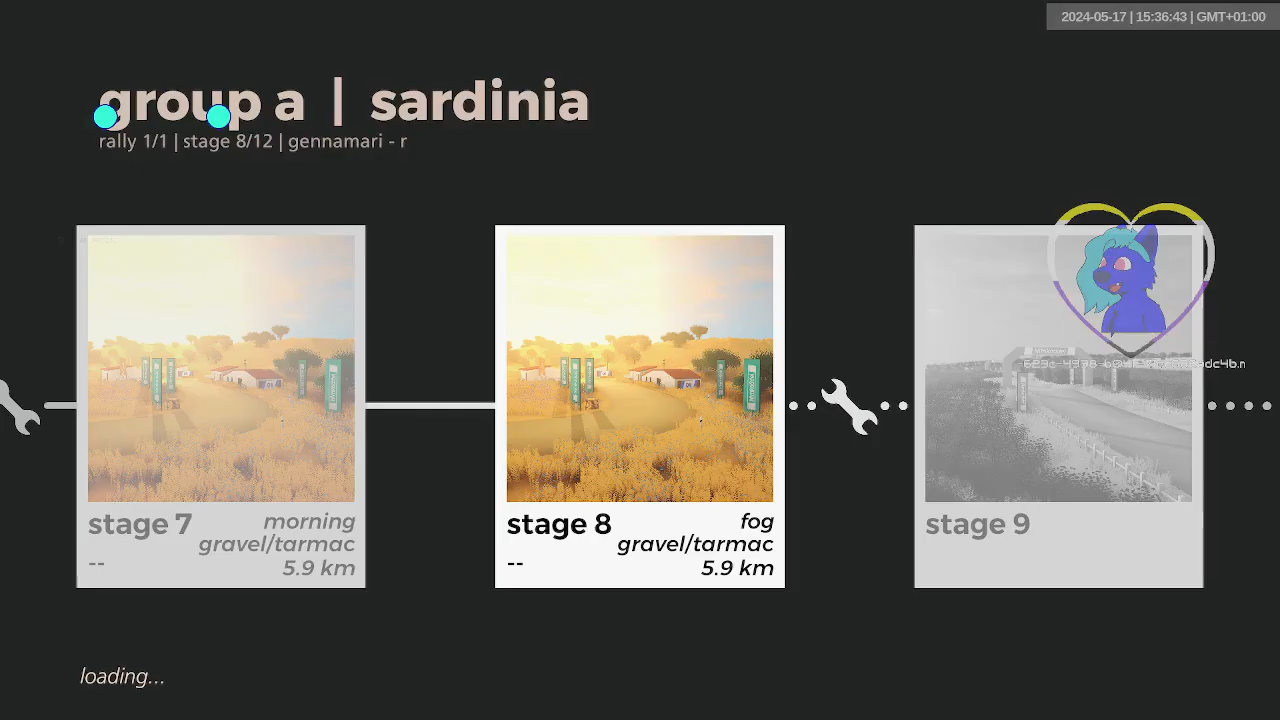 2024-05-17 | 15:36:43 | GMT+01:00
group a | sardinia
rally 1/1 | stage 8/12 | gennamari - r
stage 7
morning
gravel/tarmac
--
5.9 km
stage 8
fog
gravel/tarmac
--
5.9 km
stage 9
loading...